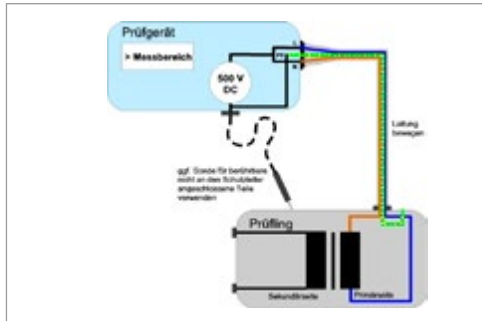 Prüfgerät
> Messbereich
500 V
DC
L
PE
N
Leitung
bewegen
ggf. Sonde für berührbare
nicht an den Schutzleiter
angeschlossene Teile
verwenden
Prüfling
Sekundärseite
Primärseite